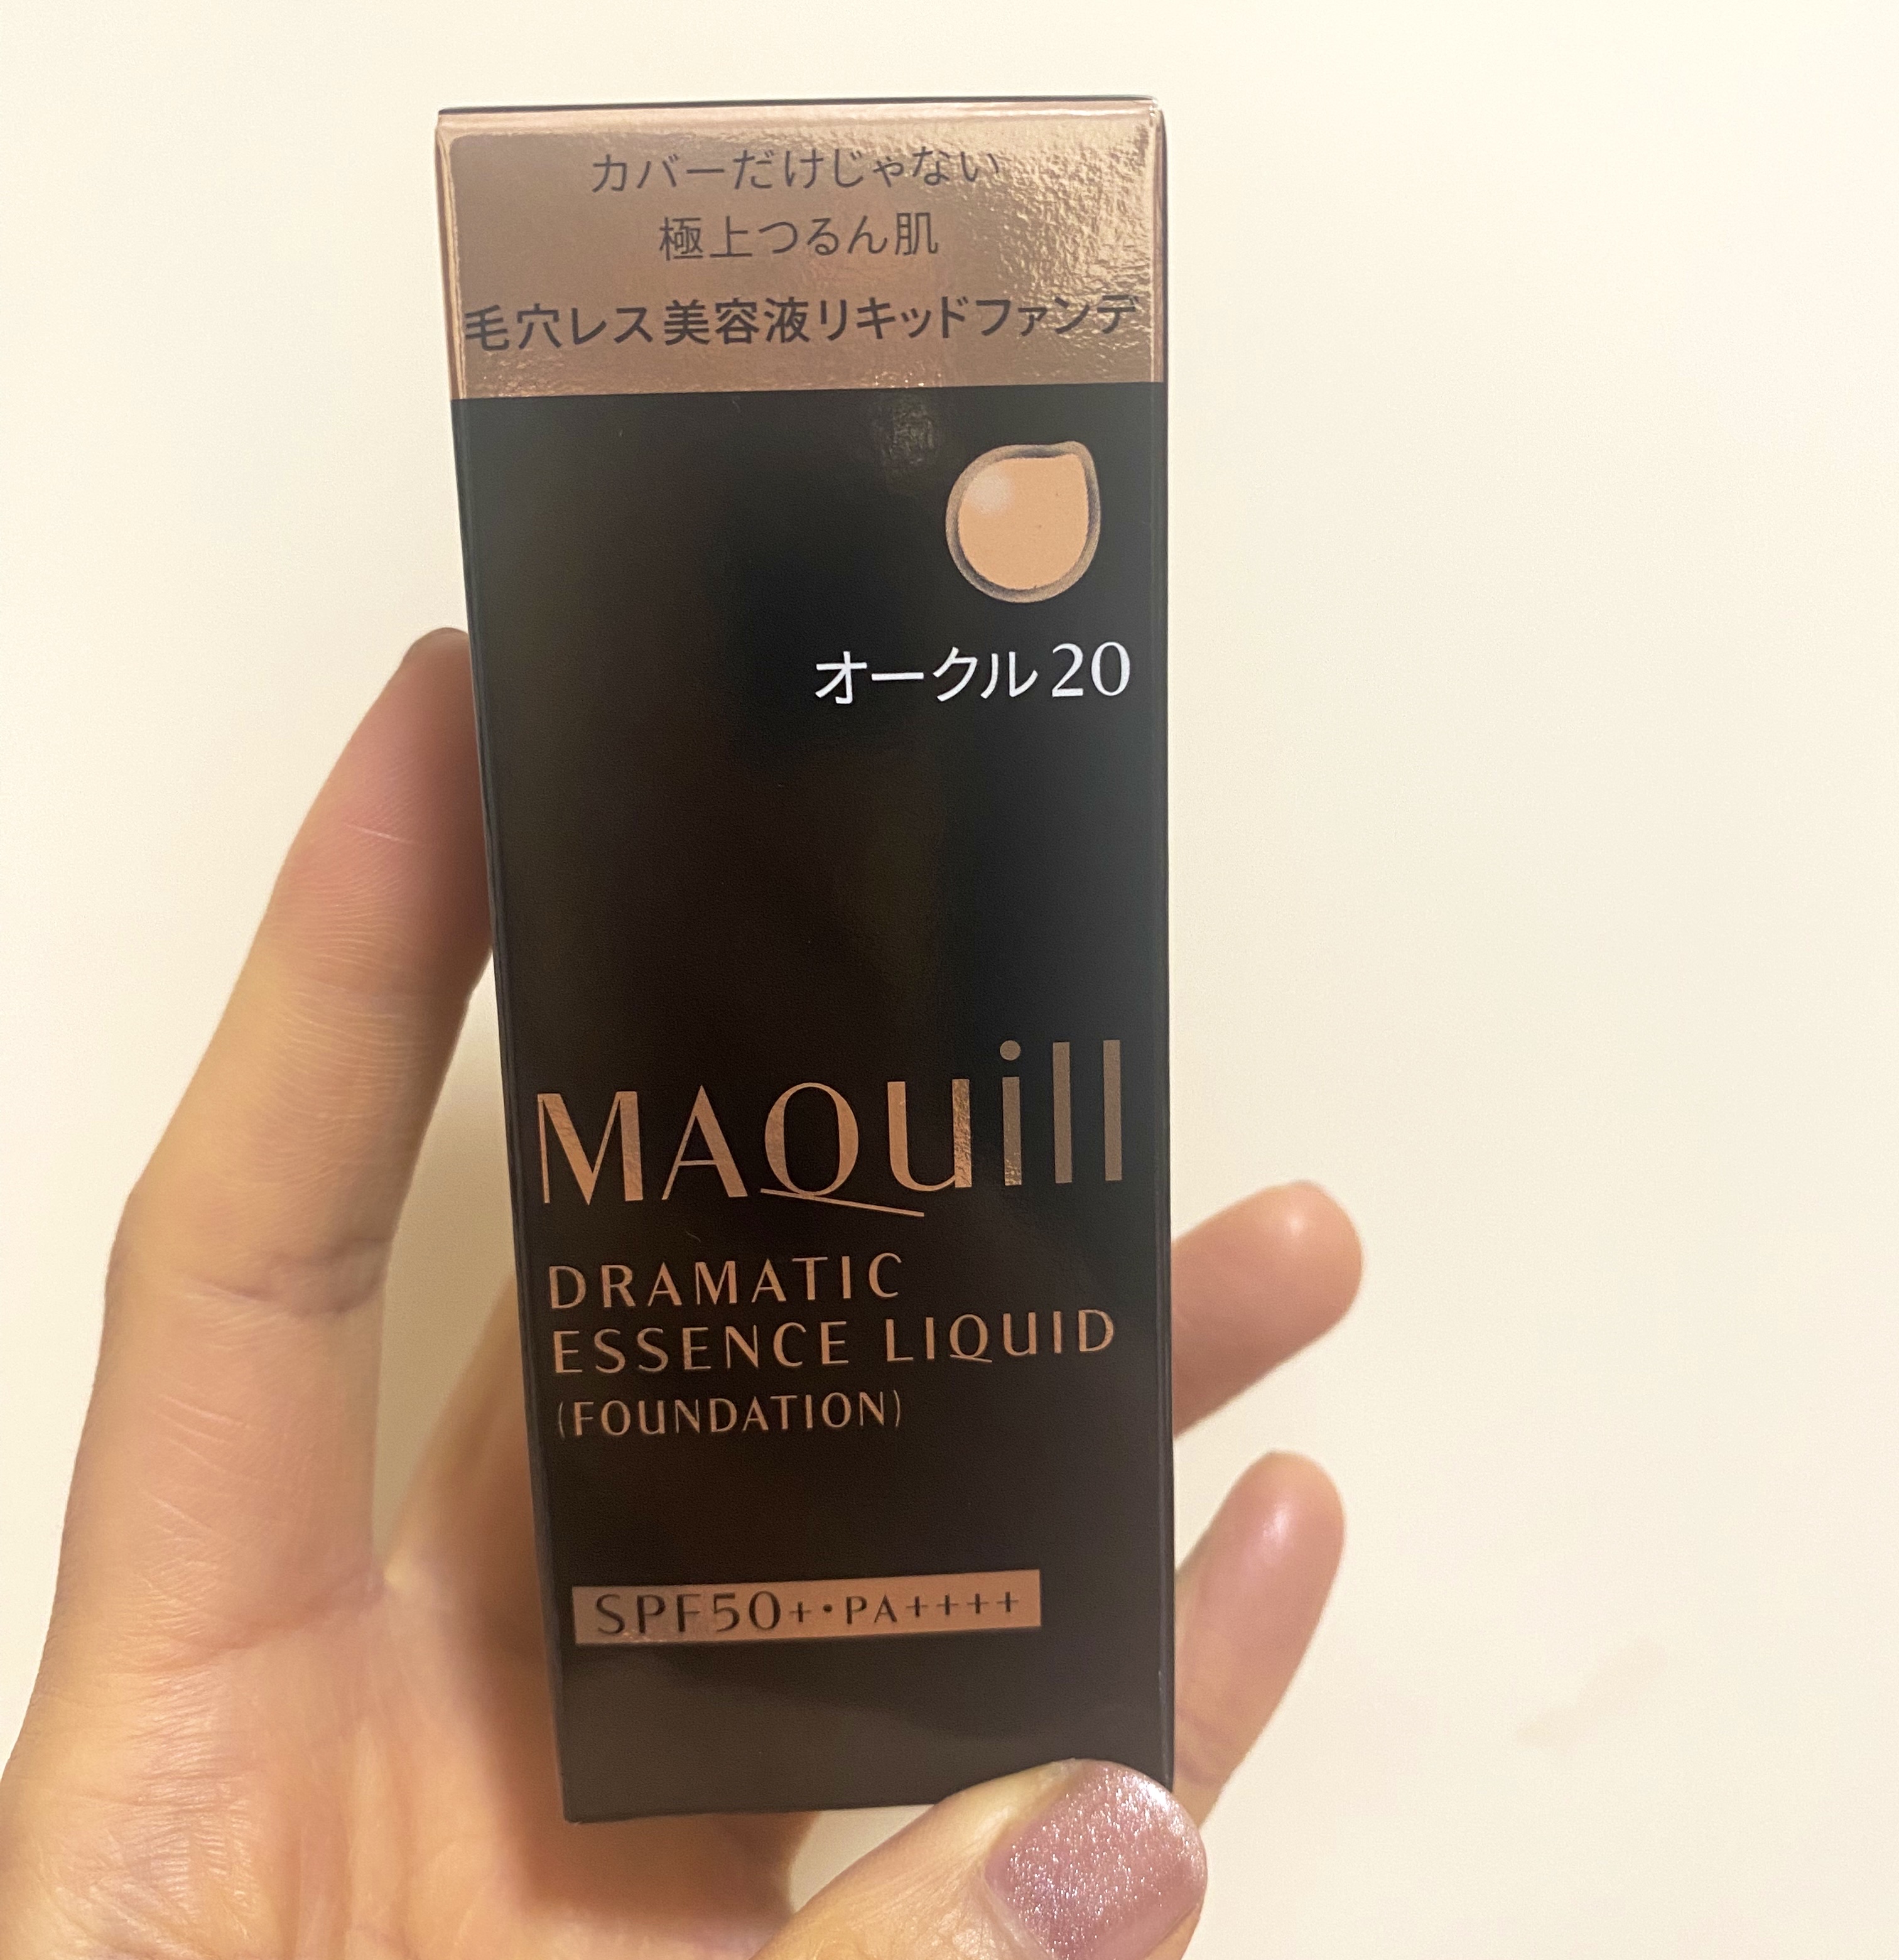 カバーだけじゃない
極上つるん肌
毛穴レス美容液リキッドファンデ
オークル20
MAQuill
DRAMATIC
ESSENCE LIQUID
(FOUNDATION)
SPF50+・PA++++